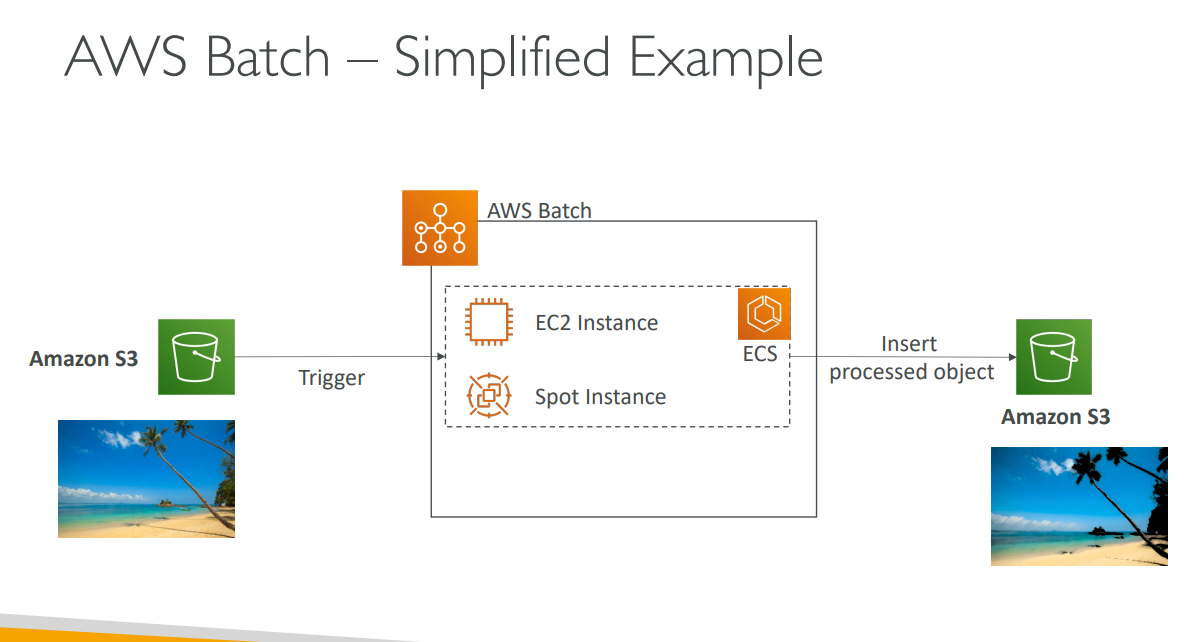 AWS Batch – Simplified Example
AWS Batch
EC2 Instance
ECS
Spot Instance
Amazon S3
Trigger
Insert
processed object
Amazon S3